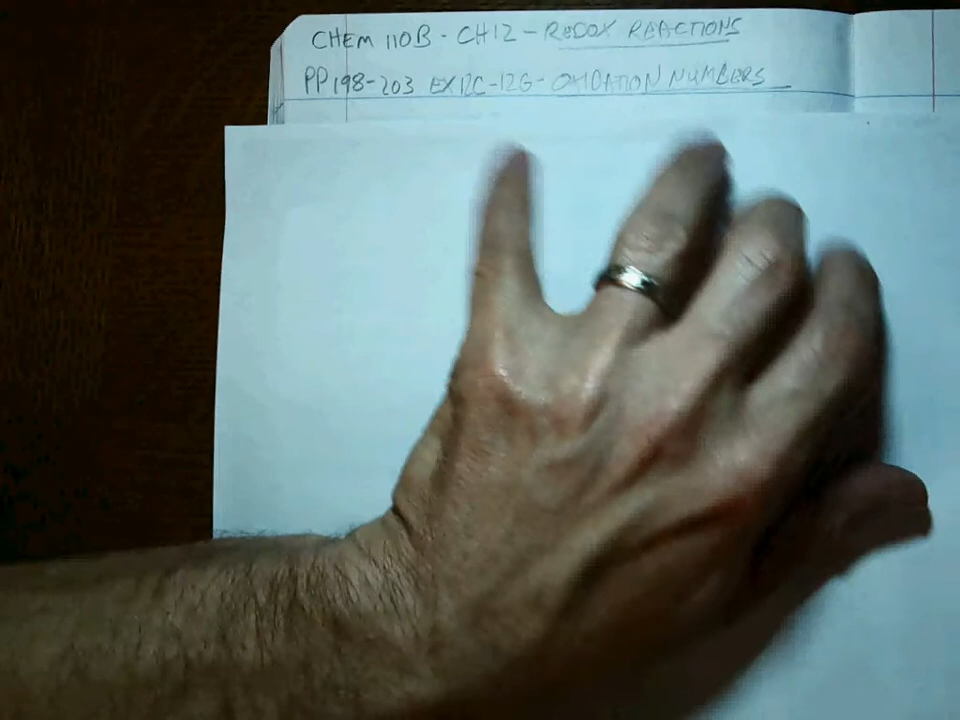 CHEM 110B - CH12 - REDOX REACTIONS
PP198-203 EX12C-12G - OXIDATION NUMBERS